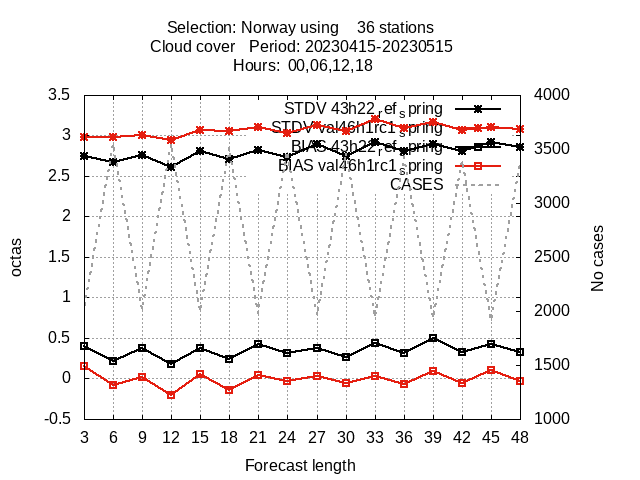 Selection: Norway using 36 stations
Cloud cover Period: 20230415-20230515
Hours: 00,06,12,18
3.5
3
2.5
2
1.5
1
0.5
0
-0.5
4000
3500
3000
2500
2000
1500
1000
octas
No cases
STDV 43h22_ref_spring
STDV val46h1rc1_spring
BIAS 43h22_ref_spring
BIAS val46h1rc1_spring
CASES
3 6 9 12 15 18 21 24 27 30 33 36 39 42 45 48
Forecast length